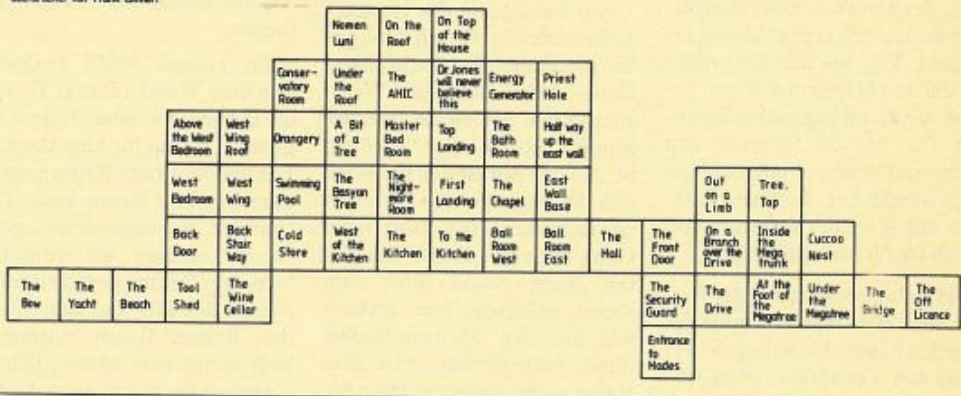 Nomen
Luni
On the
Roof
On Top
of the
House
Conser-
vatory
Room
Under
the
Roof
The
Attic
Dr Jones
will never
believe
this
Energy
Generator
Priest
Hole
Above
the West
Bedroom
West
Wing
Roof
Orangery
A Bit
of a
Tree
Master
Bed
Room
Top
Landing
The
Bath
Room
Half way
up the
east wall
West
Bedroom
West
Wing
Swimming
Pool
The
Banyan
Tree
The
Night-
mare
Room
First
Landing
The
Chapel
East
Wall
Base
Out
on a
Limb
Tree.
Top
Back
Door
Back
Stair
Way
Cold
Store
West
of the
Kitchen
The
Kitchen
To the
Kitchen
Ball
Room
West
Ball
Room
East
The
Hall
The
Front
Door
On a
Branch
over the
Drive
Inside
the
Mega
trunk
Cuccoo
Nest
The
Bow
The
Yacht
The
Beach
Tool
Shed
The
Wine
Cellar
The
Security
Guard
The
Drive
At the
Foot of
the
Megatree
Under
the
Megatree
The
Bridge
The
Off
Licence
Entrance
to
Hades